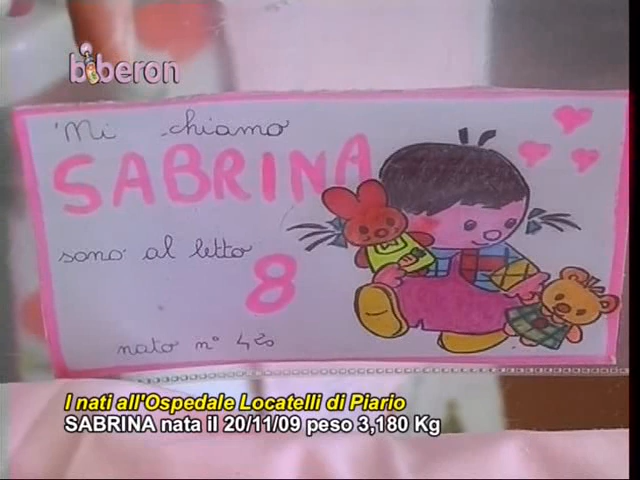 biberon
Mi chiamo
SABRINA
sono al letto
8
nato n°
I nati all'Ospedale Locatelli di Piario
SABRINA nata il 20/11/09 peso 3,180 Kg